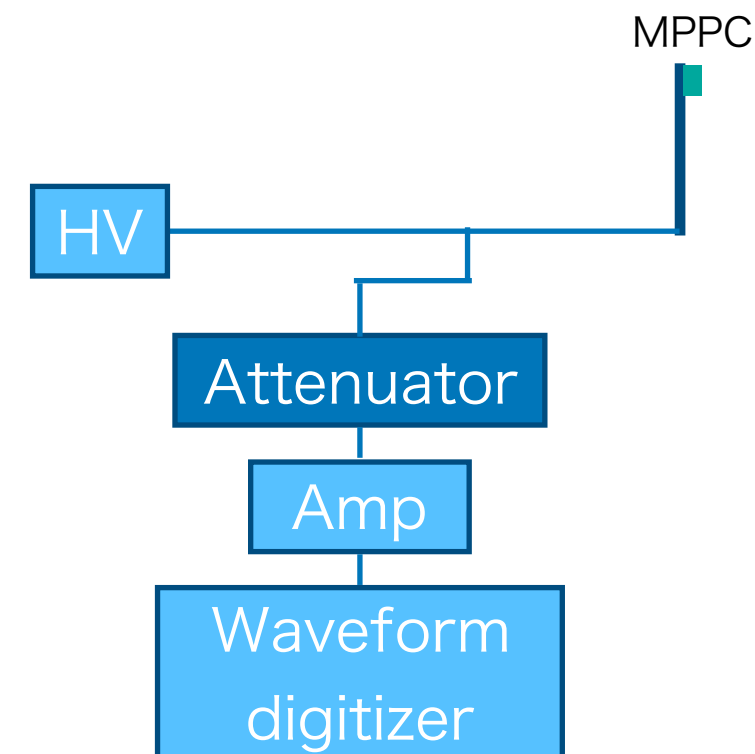 MPPC
HV
Attenuator
Amp
Waveform
digitizer